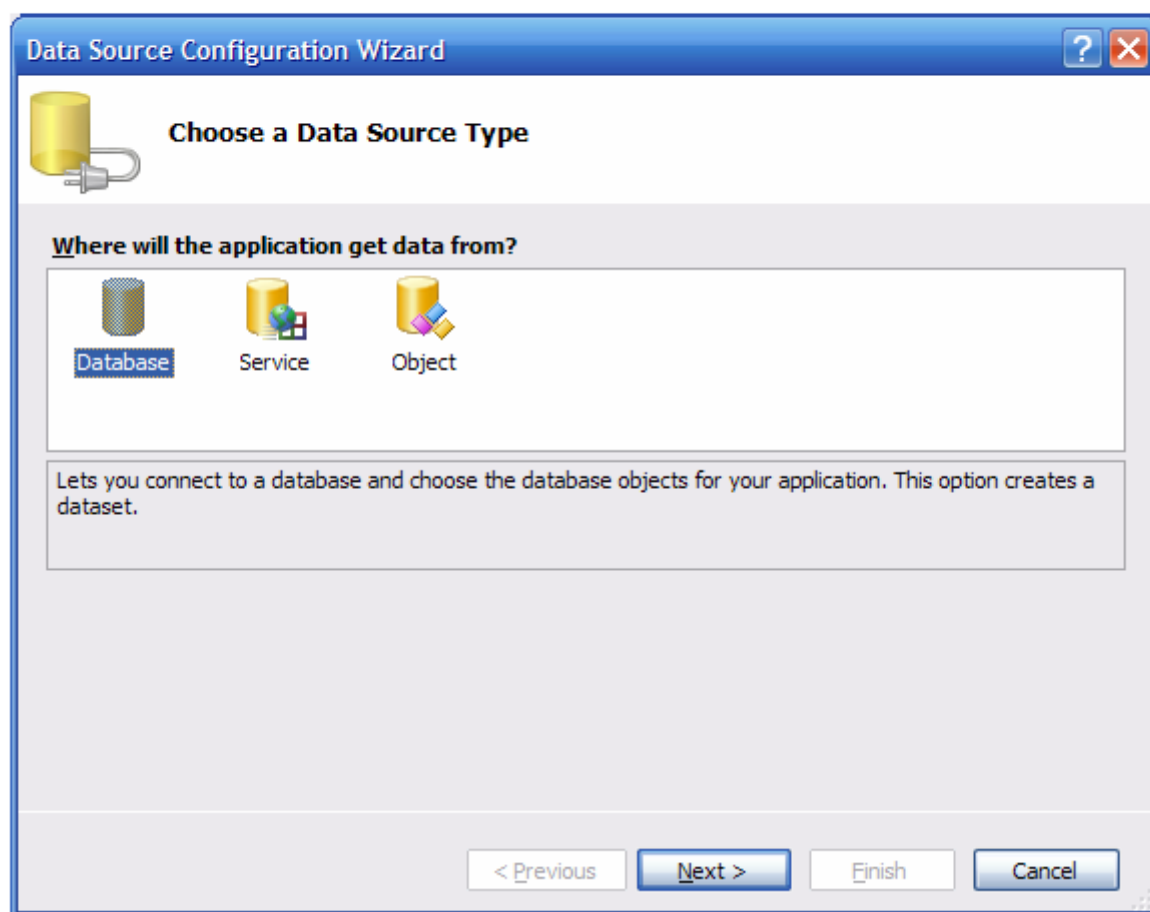 Data Source Configuration Wizard
?
Choose a Data Source Type
Where will the application get data from?
Database Service Object
Lets you connect to a database and choose the database objects for your application. This option creates a
dataset.
< Previous Next > Finish Cancel